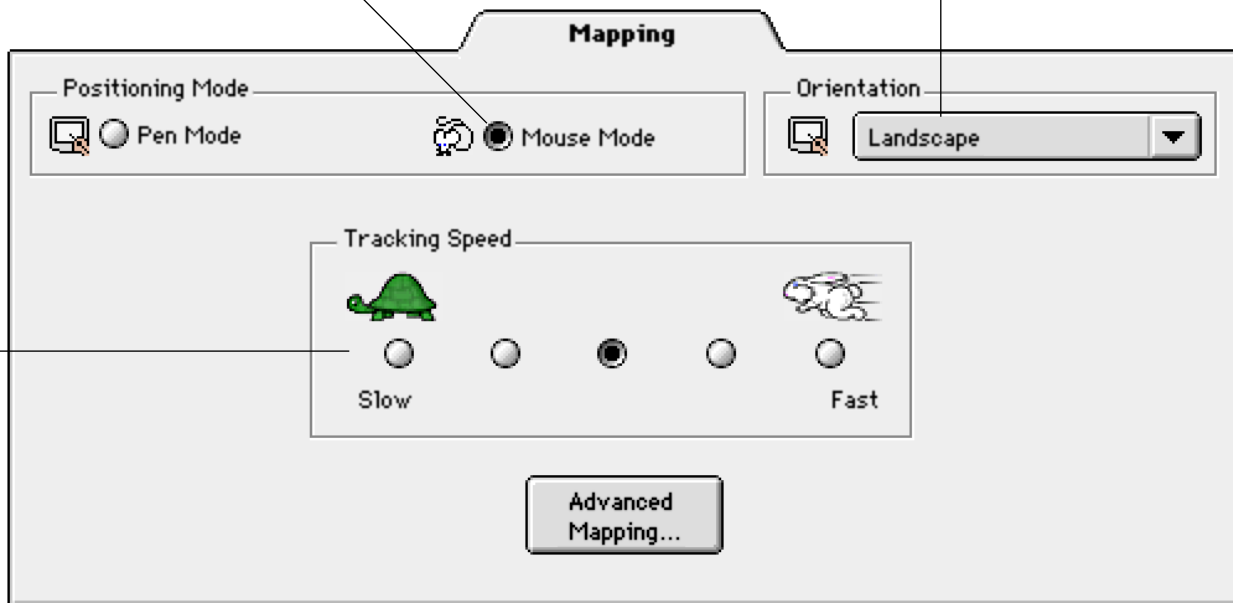 Mapping
Positioning Mode
Orientation
Pen Mode
Mouse Mode
Landscape
Tracking Speed
Slow
Fast
Advanced
Mapping...